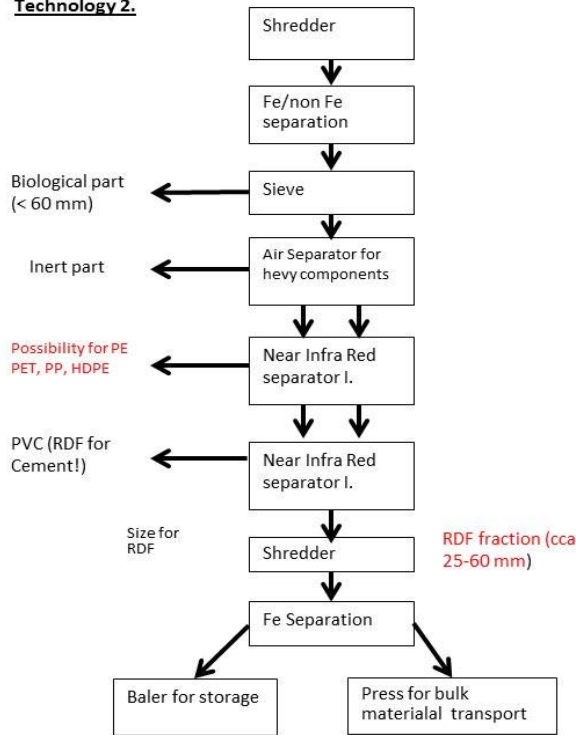 Technology 2.
Shredder
Fe/non Fe
separation
Biological part
(< 60 mm)
Sieve
Inert part
Air Separator for
hevy components
Possibility for PE
PET, PP, HDPE
Near Infra Red
separator I.
PVC (RDF for
Cement!)
Near Infra Red
separator I.
Size for
RDF
Shredder
RDF fraction (cca
25-60 mm)
Fe Separation
Baler for storage
Press for bulk
materialal transport